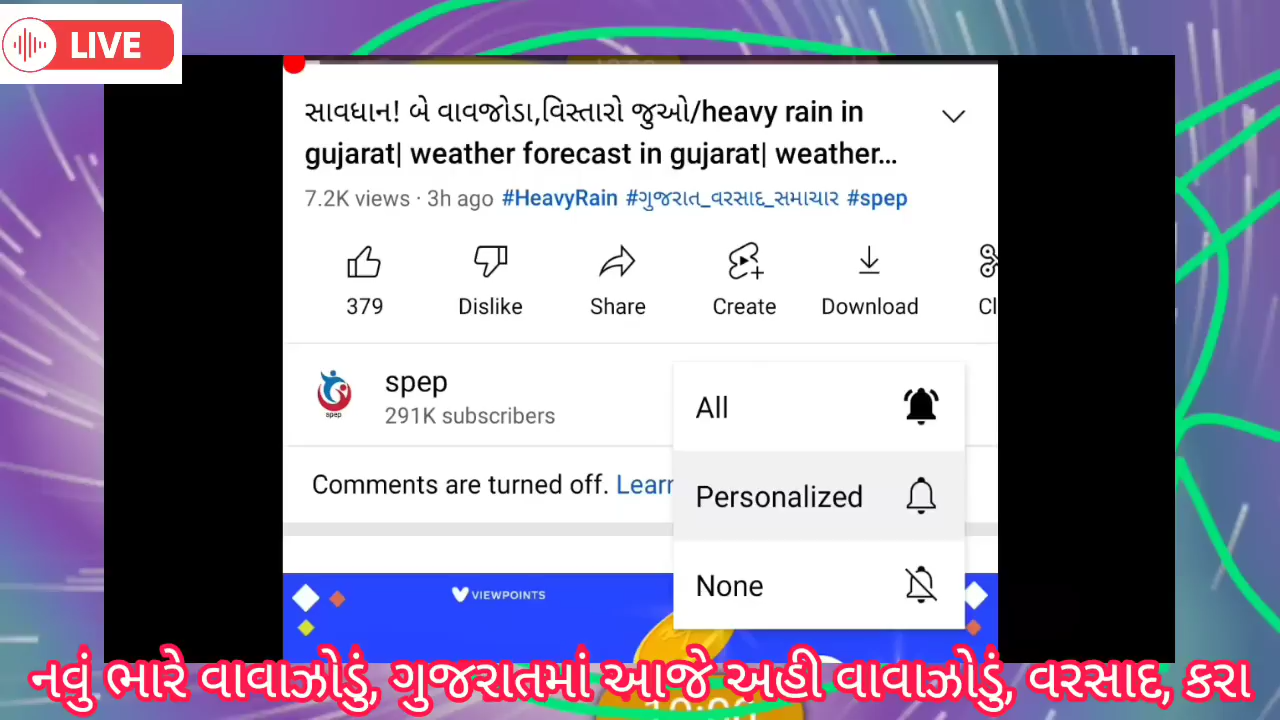 LIVE
સાવધાન! બે વાવજોડા,વિસ્તારો જુઓ/heavy rain in
gujarat| weather forecast in gujarat| weather...
7.2K views · 3h ago #HeavyRain #ગુજરાત_વરસાદ_સમાચાર #spep
379
Dislike
Share
Create
Download
Cl
spep
spep
291K subscribers
All
Comments are turned off. Learn
Personalized
None
VIEWPOINTS
નવું ભારે વાવાઝોડું, ગુજરાતમાં આજે અહી વાવાઝોડું, વરસાદ, કરા